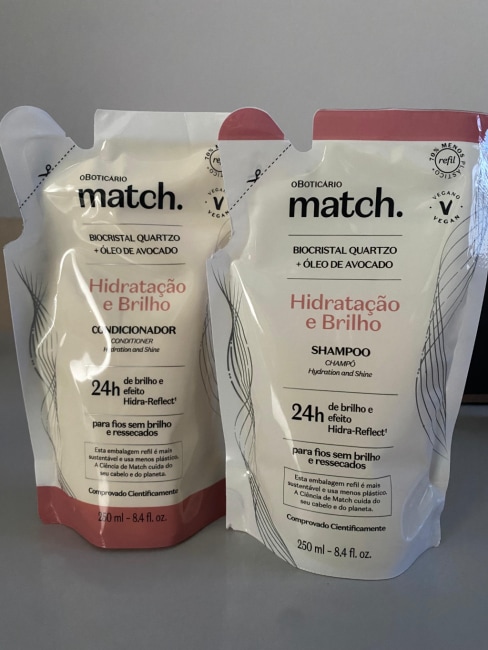 oBOTICÁRIO
match.
VEGANO
V
VEGAN
BIOCRISTAL QUARTZO
+ ÓLEO DE AVOCADO
Hidratação
e Brilho
CONDICIONADOR
CONDITIONER
Hydration and Shine
24h
de brilho e
efeito
Hidra-Reflect¹
para fios sem brilho
e ressecados
Esta embalagem refil é mais
sustentável e usa menos plástico.
A Ciência de Match cuida do
seu cabelo e do planeta.
Comprovado Cientificamente
250 ml - 8.4 fl. oz.
oBOTICÁRIO
match.
70% MENOS PLÁSTICO
refil
VEGANO
V
VEGAN
BIOCRISTAL QUARTZO
+ ÓLEO DE AVOCADO
Hidratação
e Brilho
SHAMPOO
CHAMPÚ
Hydration and Shine
24h
de brilho e
efeito
Hidra-Reflect¹
para fios sem brilho
e ressecados
Esta embalagem refil é mais
sustentável e usa menos plástico.
A Ciência de Match cuida do
seu cabelo e do planeta.
Comprovado Cientificamente
250 ml - 8.4 fl. oz.